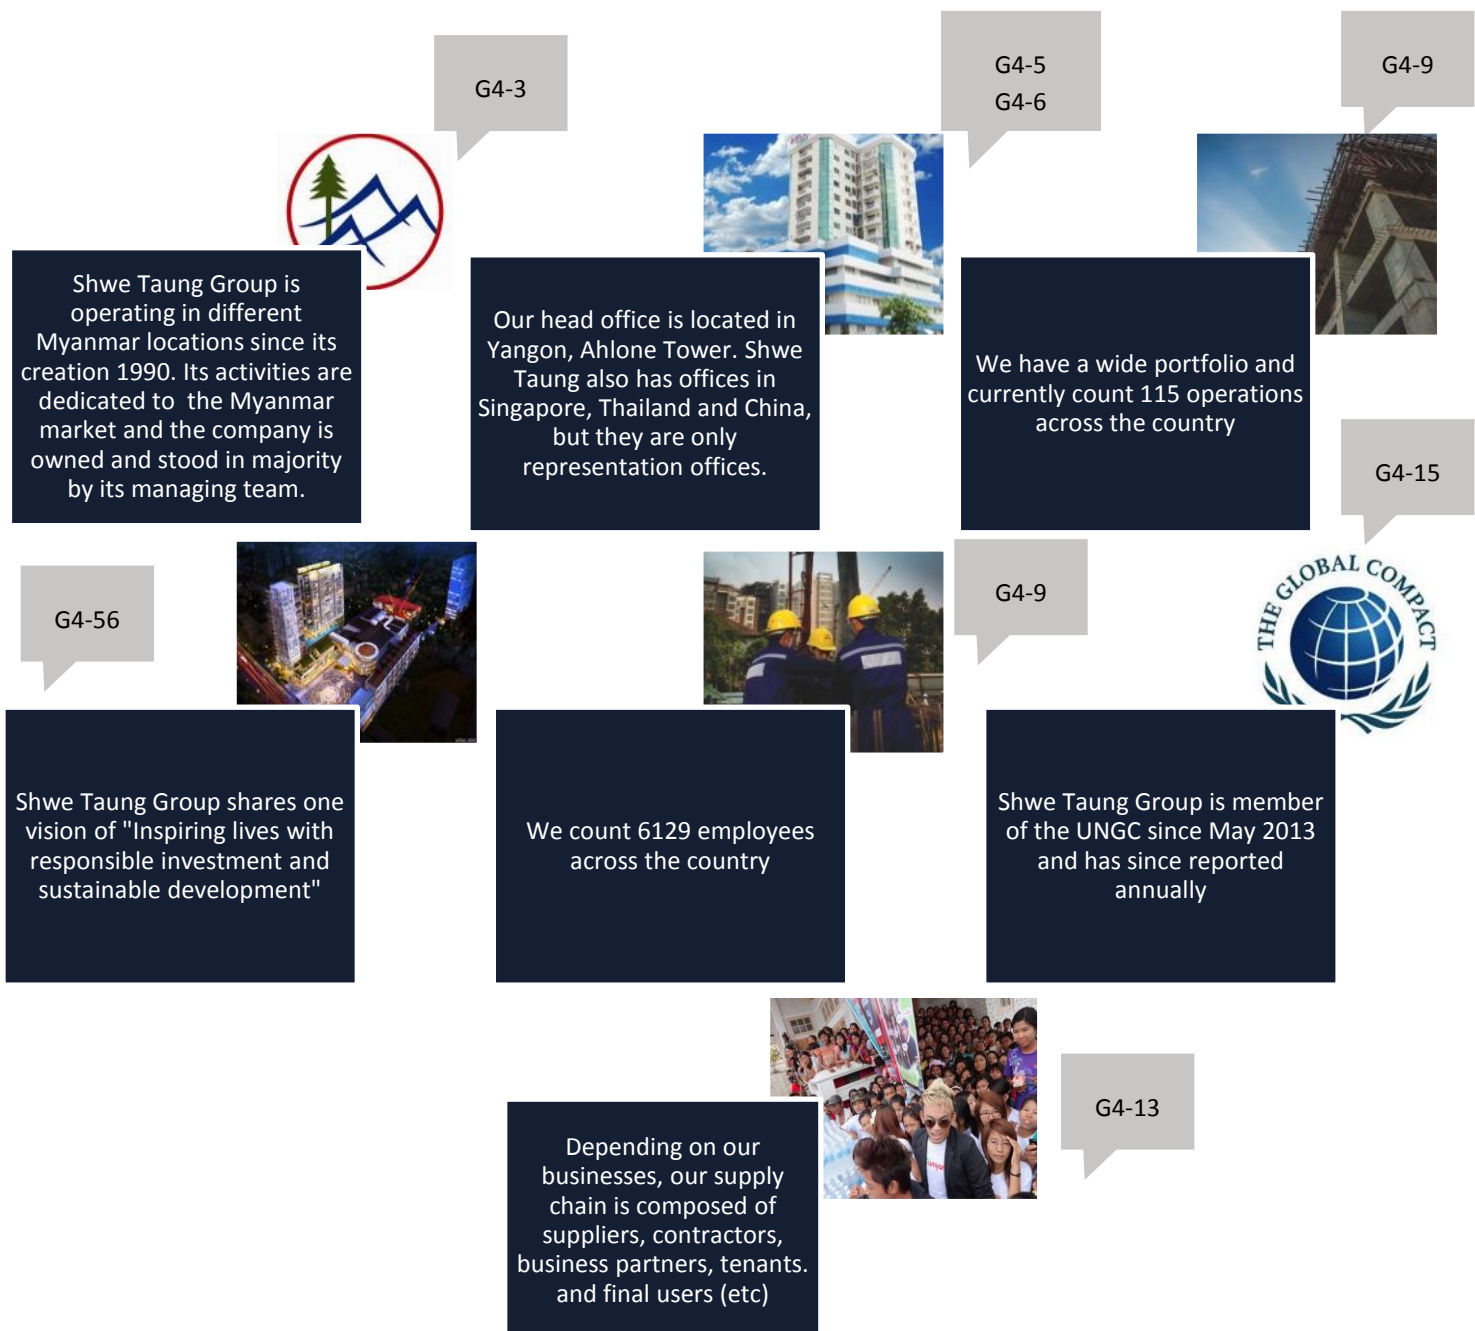 G4-3
G4-5
G4-6
G4-9
Shwe Taung Group is
operating in different
Myanmar locations since its
creation 1990. Its activities are
dedicated to  the Myanmar
market and the company is
owned and stood in majority
by its managing team.
Our head office is located in
Yangon, Ahlone Tower. Shwe
Taung also has offices in
Singapore, Thailand and China,
but they are only
representation offices.
We have a wide portfolio and
currently count 115 operations
across the country
G4-15
G4-56
G4-9
THE GLOBAL COMPACT
Shwe Taung Group shares one
vision of "Inspiring lives with
responsible investment and
sustainable development"
We count 6129 employees
across the country
Shwe Taung Group is member
of the UNGC since May 2013
and has since reported
annually
G4-13
Depending on our
businesses, our supply
chain is composed of
suppliers, contractors,
business partners, tenants.
and final users (etc)